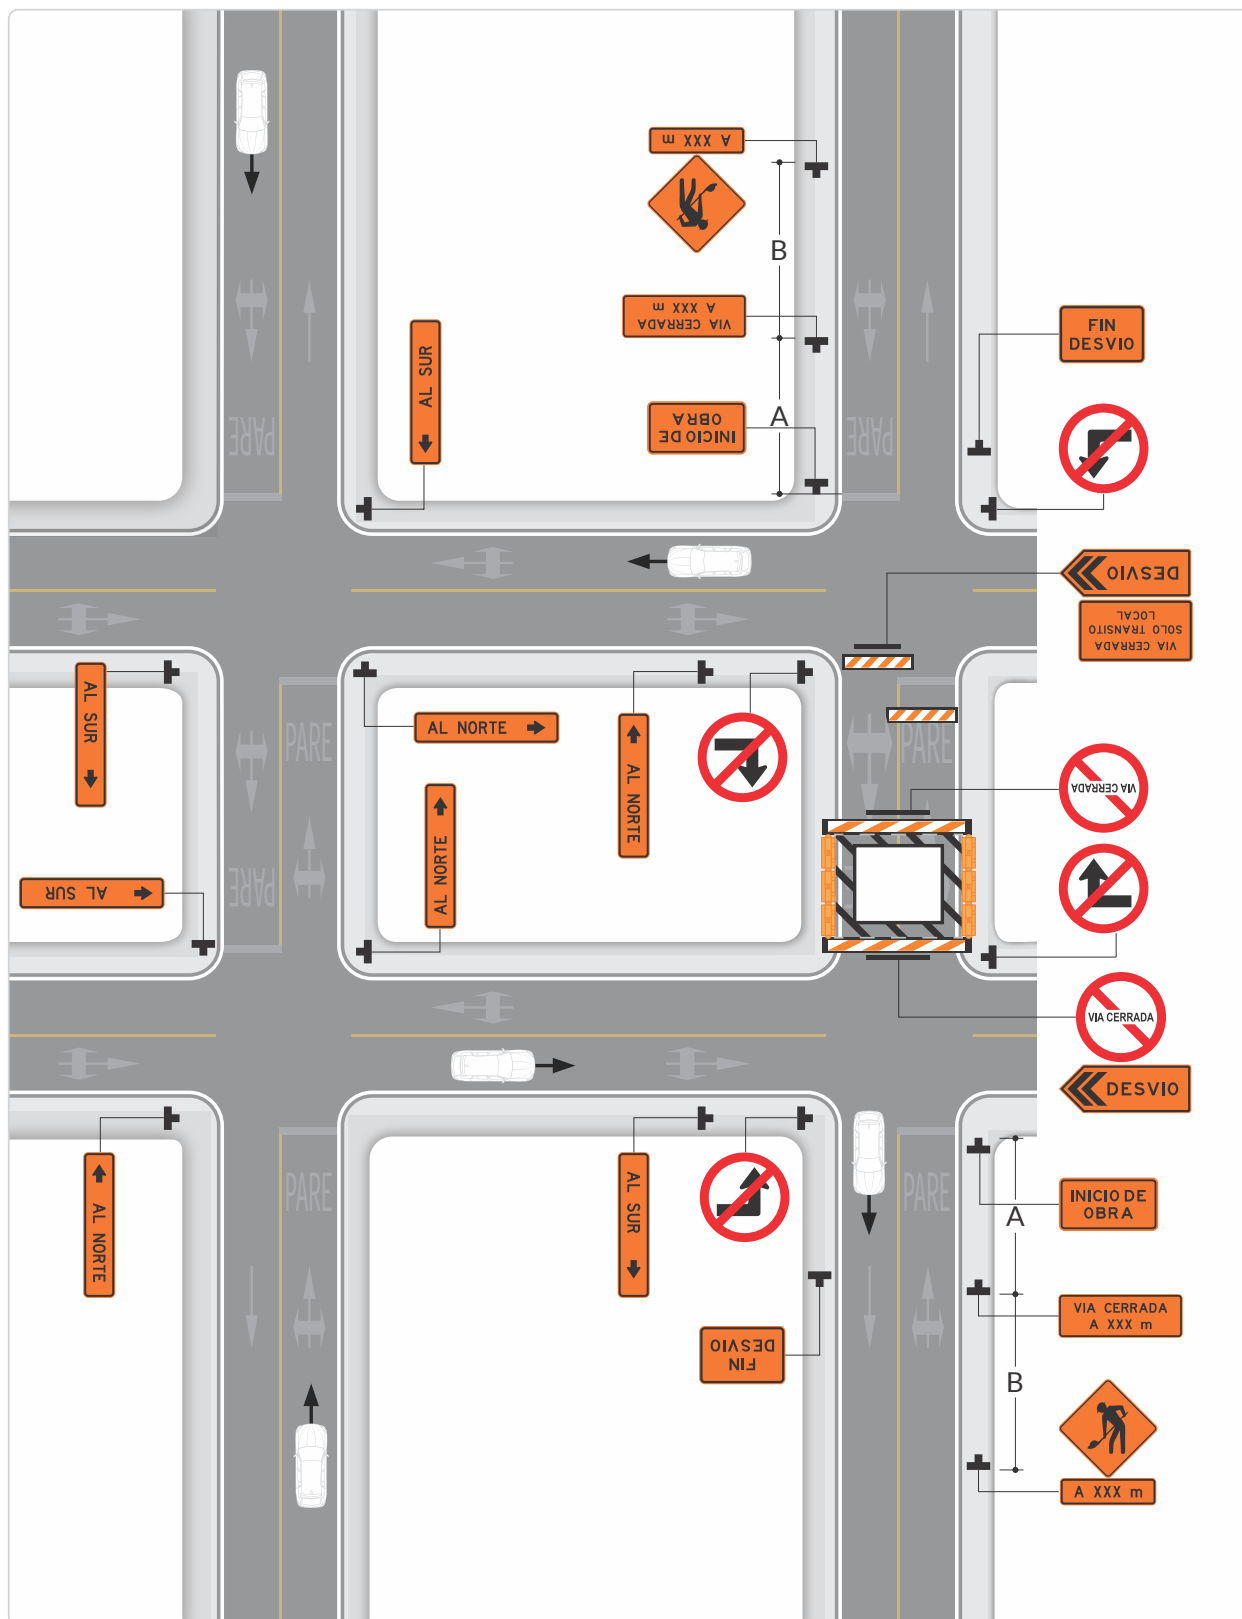 A XXX m
B
VIA CERRADA
A XXX m
A
INICIO DE
OBRA
AL SUR
FIN
DESVIO
PARE
PARE
DESVIO
VIA CERRADA
SOLO TRANSITO
LOCAL
AL SUR
AL NORTE
AL NORTE
AL NORTE
PARE
PARE
VIA CERRADA
AL SUR
PARE
VIA CERRADA
DESVIO
AL NORTE
PARE
AL SUR
PARE
A
INICIO DE
OBRA
VIA CERRADA
A XXX m
FIN
DESVIO
B
A XXX m